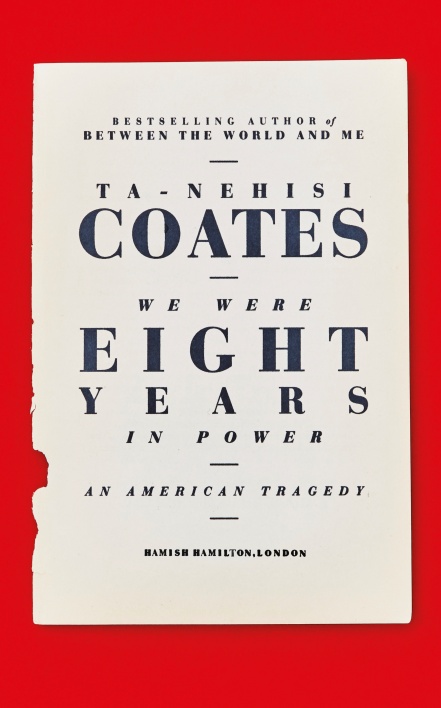 BESTSELLING AUTHOR of
BETWEEN THE WORLD AND ME
TA-NEHISI
COATES
WE WERE
EIGHT
YEARS
IN POWER
AN AMERICAN TRAGEDY
HAMISH HAMILTON, LONDON